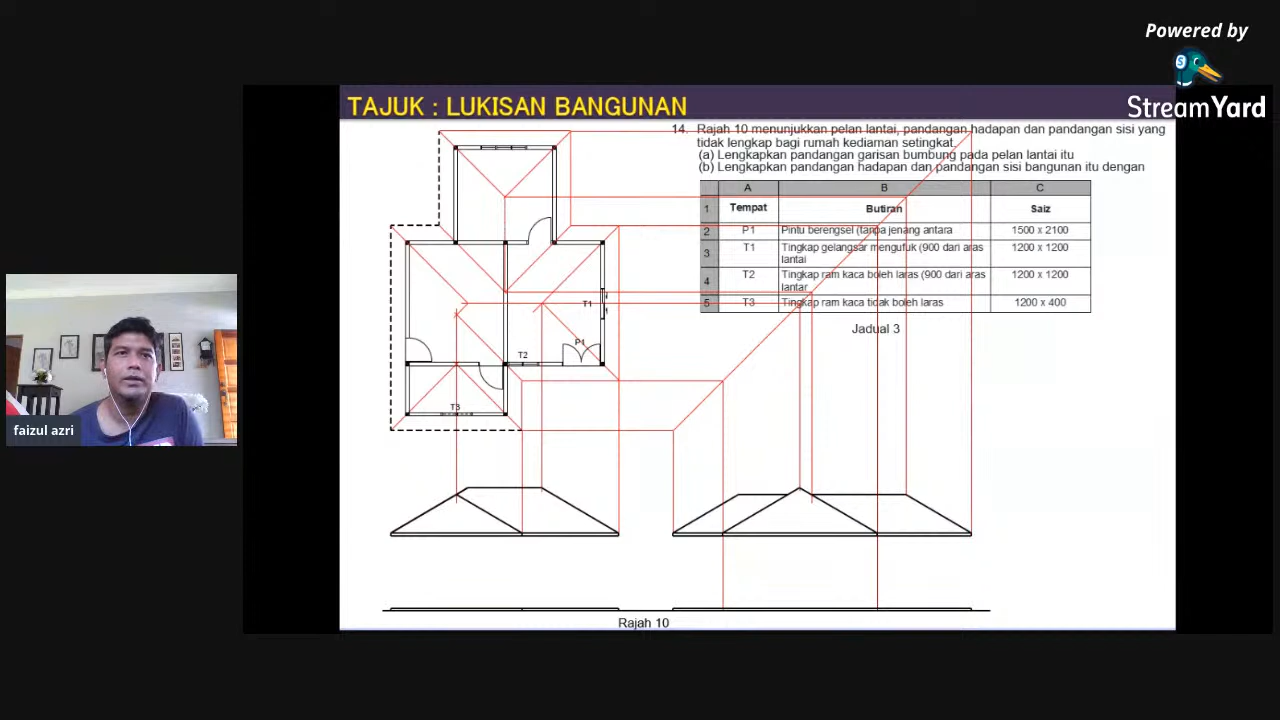 Powered by
StreamYard
TAJUK : LUKISAN BANGUNAN
14. Rajah 10 menunjukkan pelan lantai, pandangan hadapan dan pandangan sisi yang
tidak lengkap bagi rumah kediaman setingkat.
(a) Lengkapkan pandangan garisan bumbung pada pelan lantai itu
(b) Lengkapkan pandangan hadapan dan pandangan sisi bangunan itu dengan
A B C
1 Tempat Butiran Saiz
2 P1 Pintu berengsel (tanpa jenang antara 1500 x 2100
3 T1 Tingkap gelangsar mengufuk (900 dari aras lantai 1200 x 1200
4 T2 Tingkap ram kaca boleh laras (900 dari aras lantar 1200 x 1200
5 T3 Tingkap ram kaca tidak boleh laras 1200 x 400
Jadual 3
T1
P1
T2
T3
faizul azri
Rajah 10